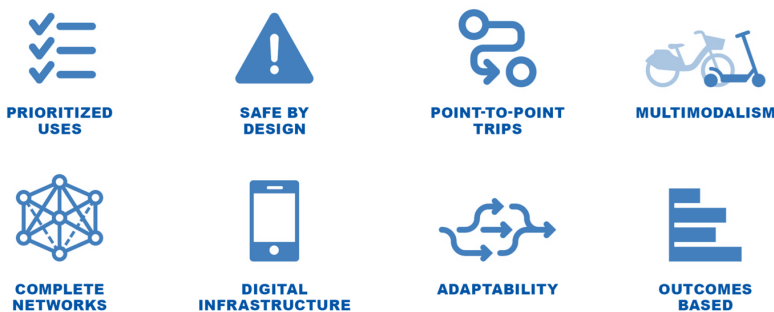 PRIORITIZED
USES
SAFE BY
DESIGN
POINT-TO-POINT
TRIPS
MULTIMODALISM
COMPLETE
NETWORKS
DIGITAL
INFRASTRUCTURE
ADAPTABILITY
OUTCOMES
BASED